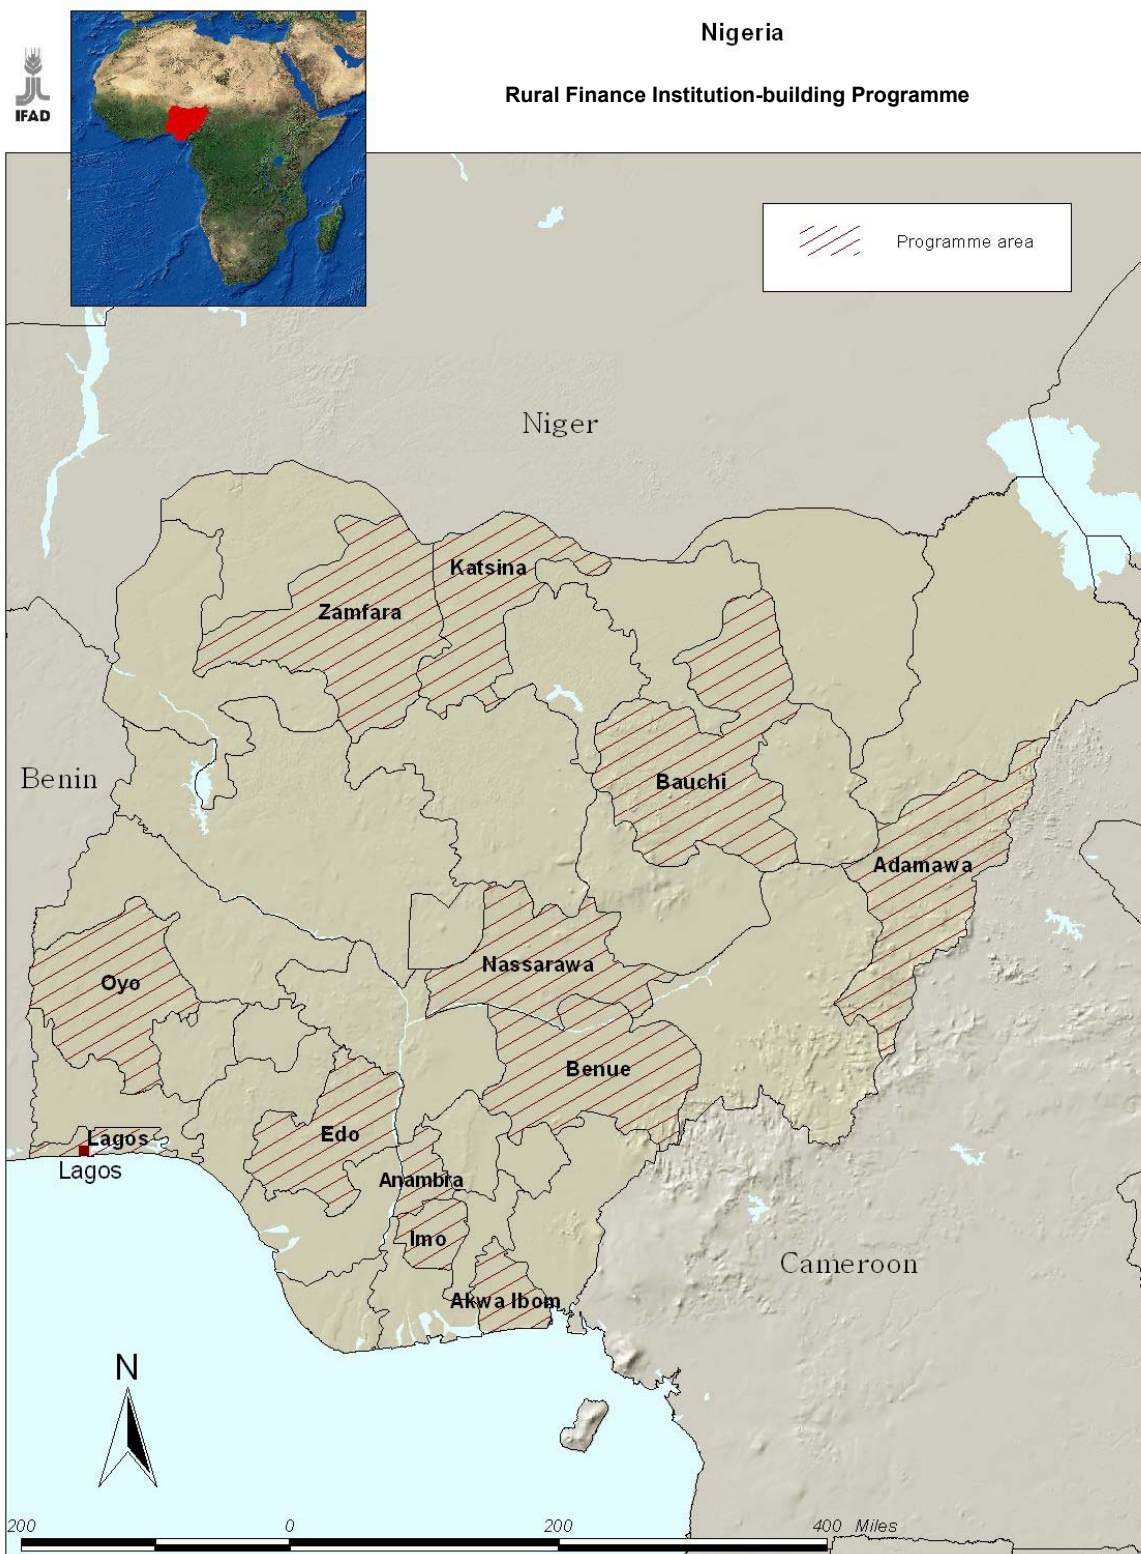 Nigeria
IFAD
Rural Finance Institution-building Programme
Programme area
Niger
Katsina
Zamfara
Benin
Bauchi
Adamawa
Nassarawa
Oyo
Benue
Edo
Lagos
Lagos
Anambra
Imo
Cameroon
Akwa Ibom
N
200 0 200 400 Miles